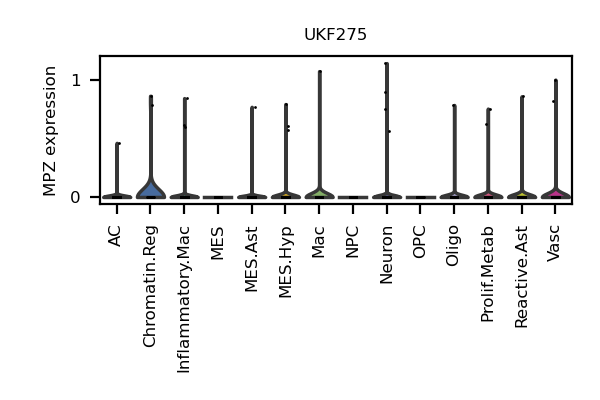 UKF275
MPZ expression
1
0
AC
Chromatin.Reg
Inflammatory.Mac
MES
MES.Ast
MES.Hyp
Mac
NPC
Neuron
OPC
Oligo
Prolif.Metab
Reactive.Ast
Vasc